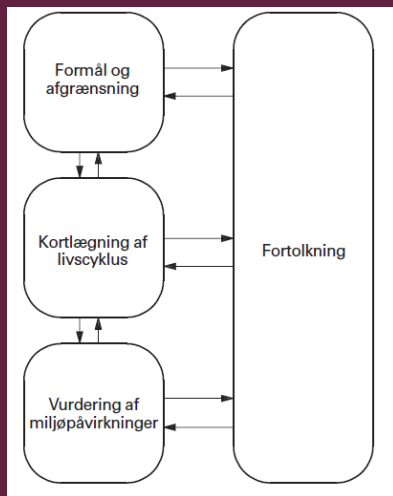 Formål og
afgrænsning
Kortlægning af
livscyklus
Fortolkning
Vurdering af
miljøpåvirkninger